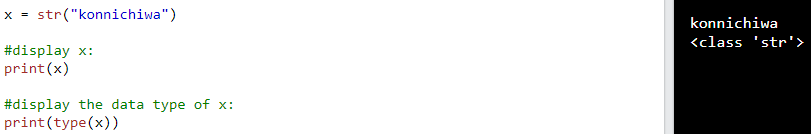 x = str("konnichiwa")
#display x:
print(x)
#display the data type of x:
print(type(x))
konnichiwa
<class 'str'>